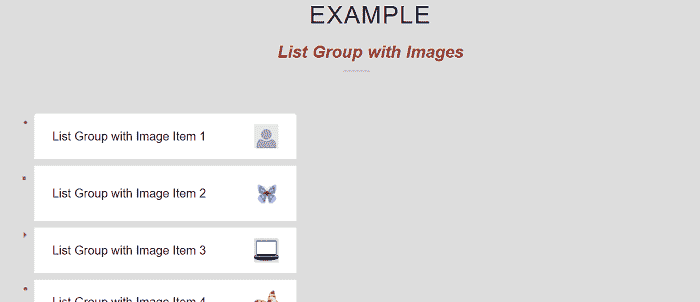 EXAMPLE
List Group with Images
List Group with Image Item 1
List Group with Image Item 2
List Group with Image Item 3
List Group with Image Item 4